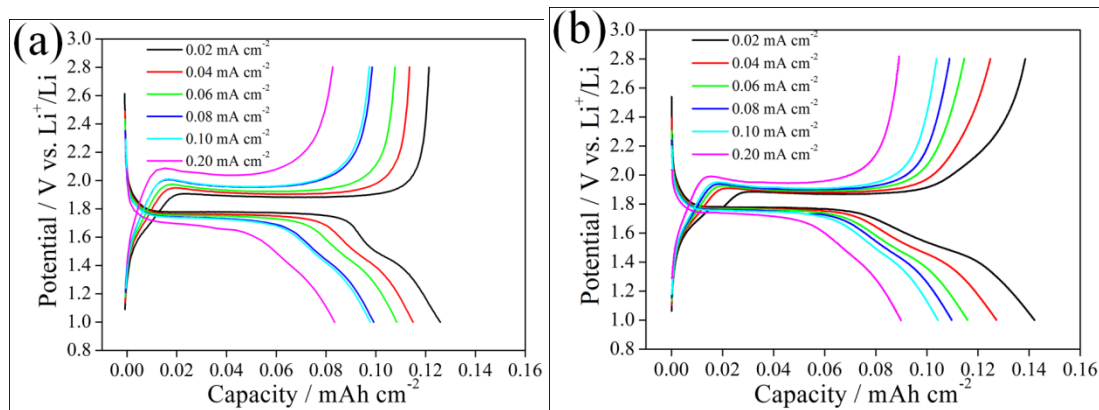 (a)
0.02 mA cm⁻²
0.04 mA cm⁻²
0.06 mA cm⁻²
0.08 mA cm⁻²
0.10 mA cm⁻²
0.20 mA cm⁻²
3.0
2.8
2.6
2.4
2.2
2.0
1.8
1.6
1.4
1.2
1.0
0.8
Potential / V vs. Li⁺/Li
0.00 0.02 0.04 0.06 0.08 0.10 0.12 0.14 0.16
Capacity / mAh cm⁻²
(b)
0.02 mA cm⁻²
0.04 mA cm⁻²
0.06 mA cm⁻²
0.08 mA cm⁻²
0.10 mA cm⁻²
0.20 mA cm⁻²
3.0
2.8
2.6
2.4
2.2
2.0
1.8
1.6
1.4
1.2
1.0
0.8
Potential / V vs. Li⁺/Li
0.00 0.02 0.04 0.06 0.08 0.10 0.12 0.14 0.16
Capacity / mAh cm⁻²